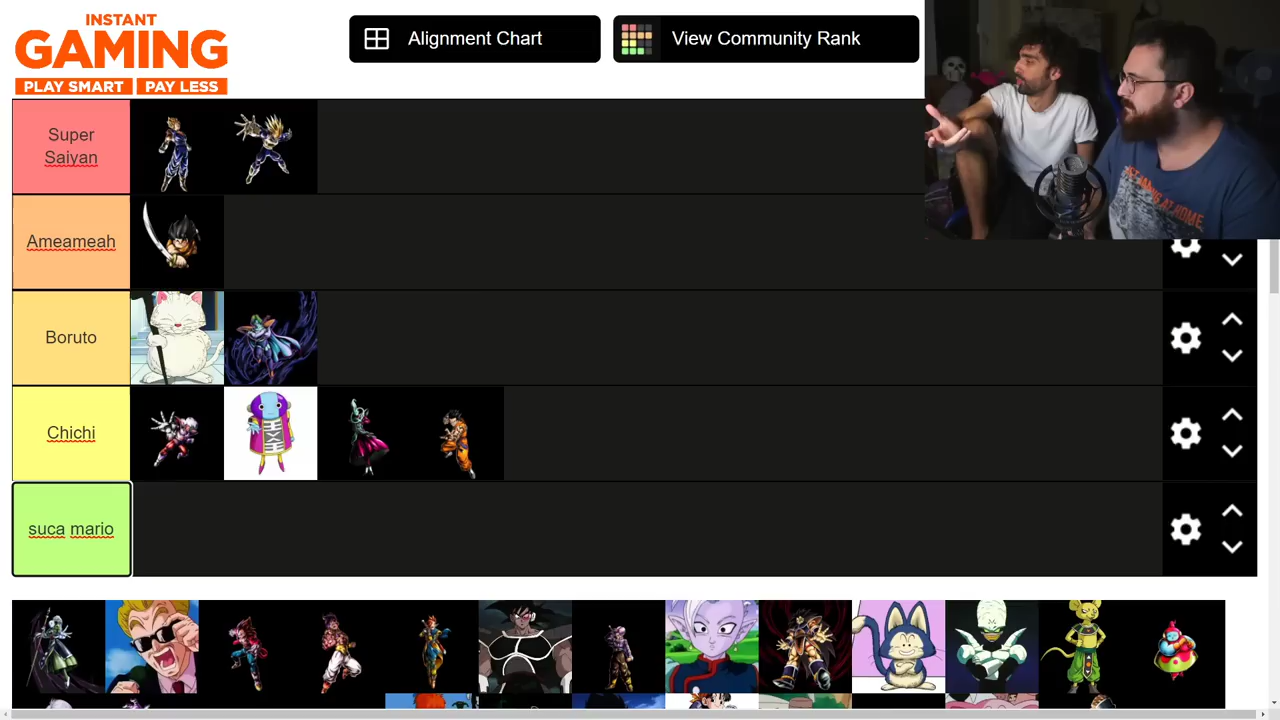 INSTANT
GAMING
PLAY SMART PAY LESS
Alignment Chart
View Community Rank
Super
Saiyan
Ameameah
Boruto
Chichi
suca mario